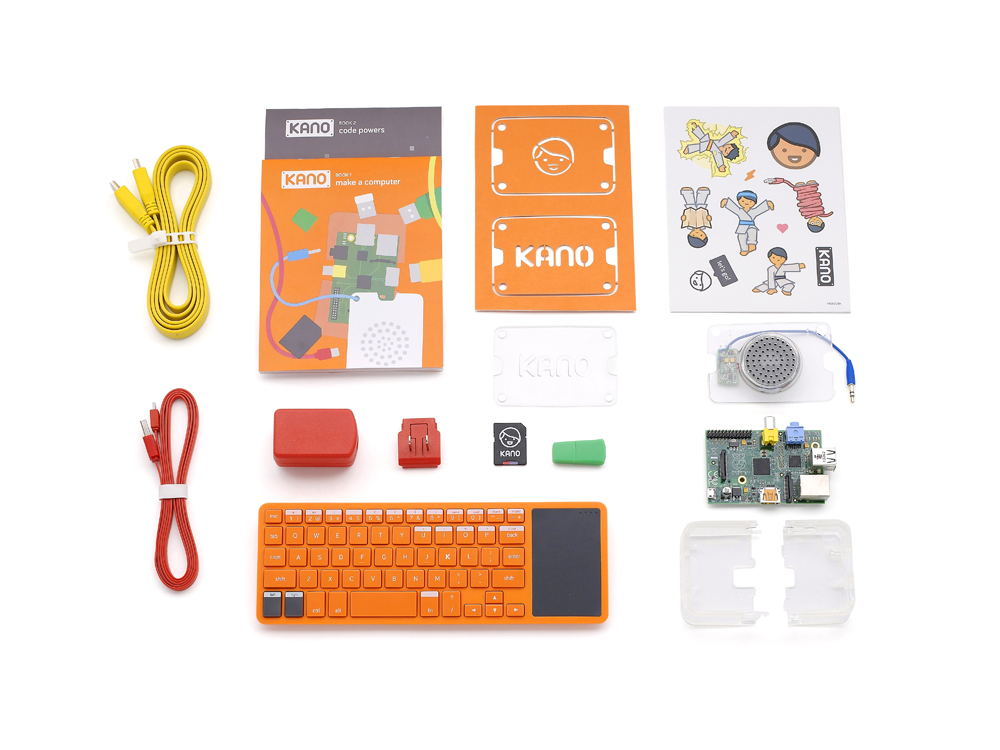 KANO
BOOK 2
code powers
KANO
BOOK 1
make a computer
KANO
KANO
let's go!
KANO
KANO
esc
tab
Q W E R T Y U I O P
back
A S D F G H J K L
enter
shift
Z X C V B N M
shift
ctrl
alt
fn